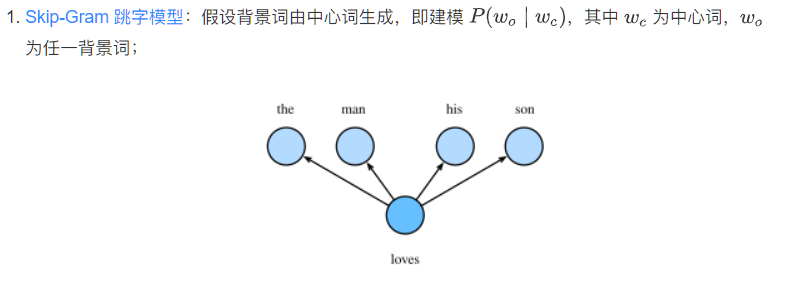 1. Skip-Gram 跳字模型：假设背景词由中心词生成，即建模 P(w_o | w_c)，其中 w_c 为中心词，w_o
为任一背景词；
the man his son
loves